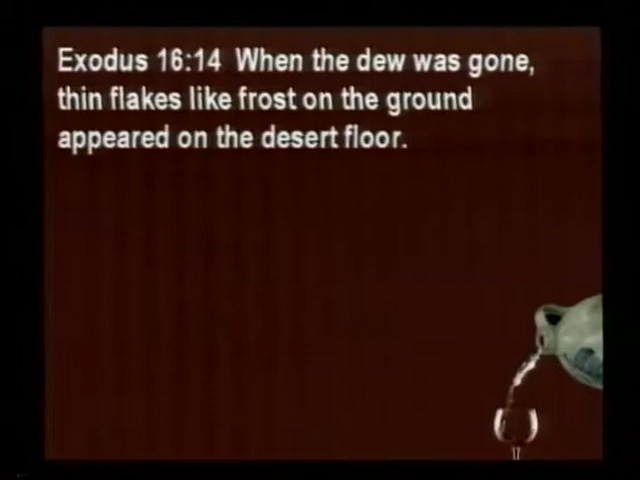 Exodus 16:14 When the dew was gone,
thin flakes like frost on the ground
appeared on the desert floor.